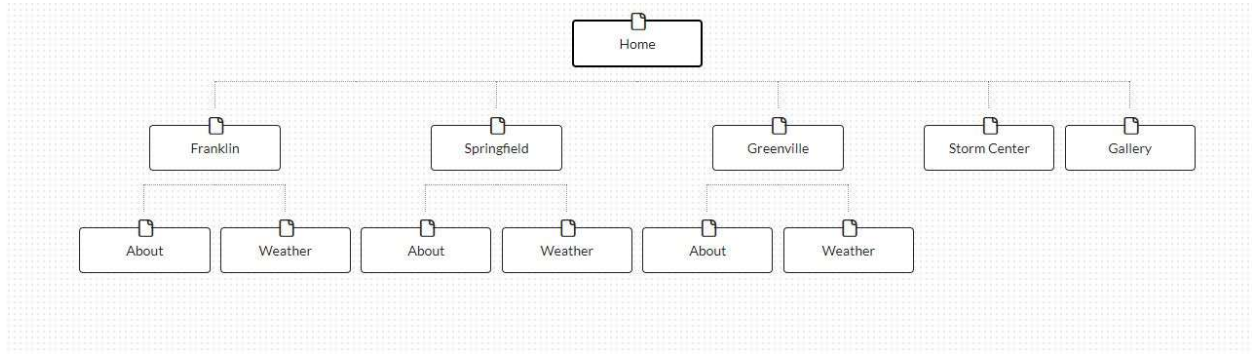 Home
Franklin
Springfield
Greenville
Storm Center
Gallery
About
Weather
About
Weather
About
Weather